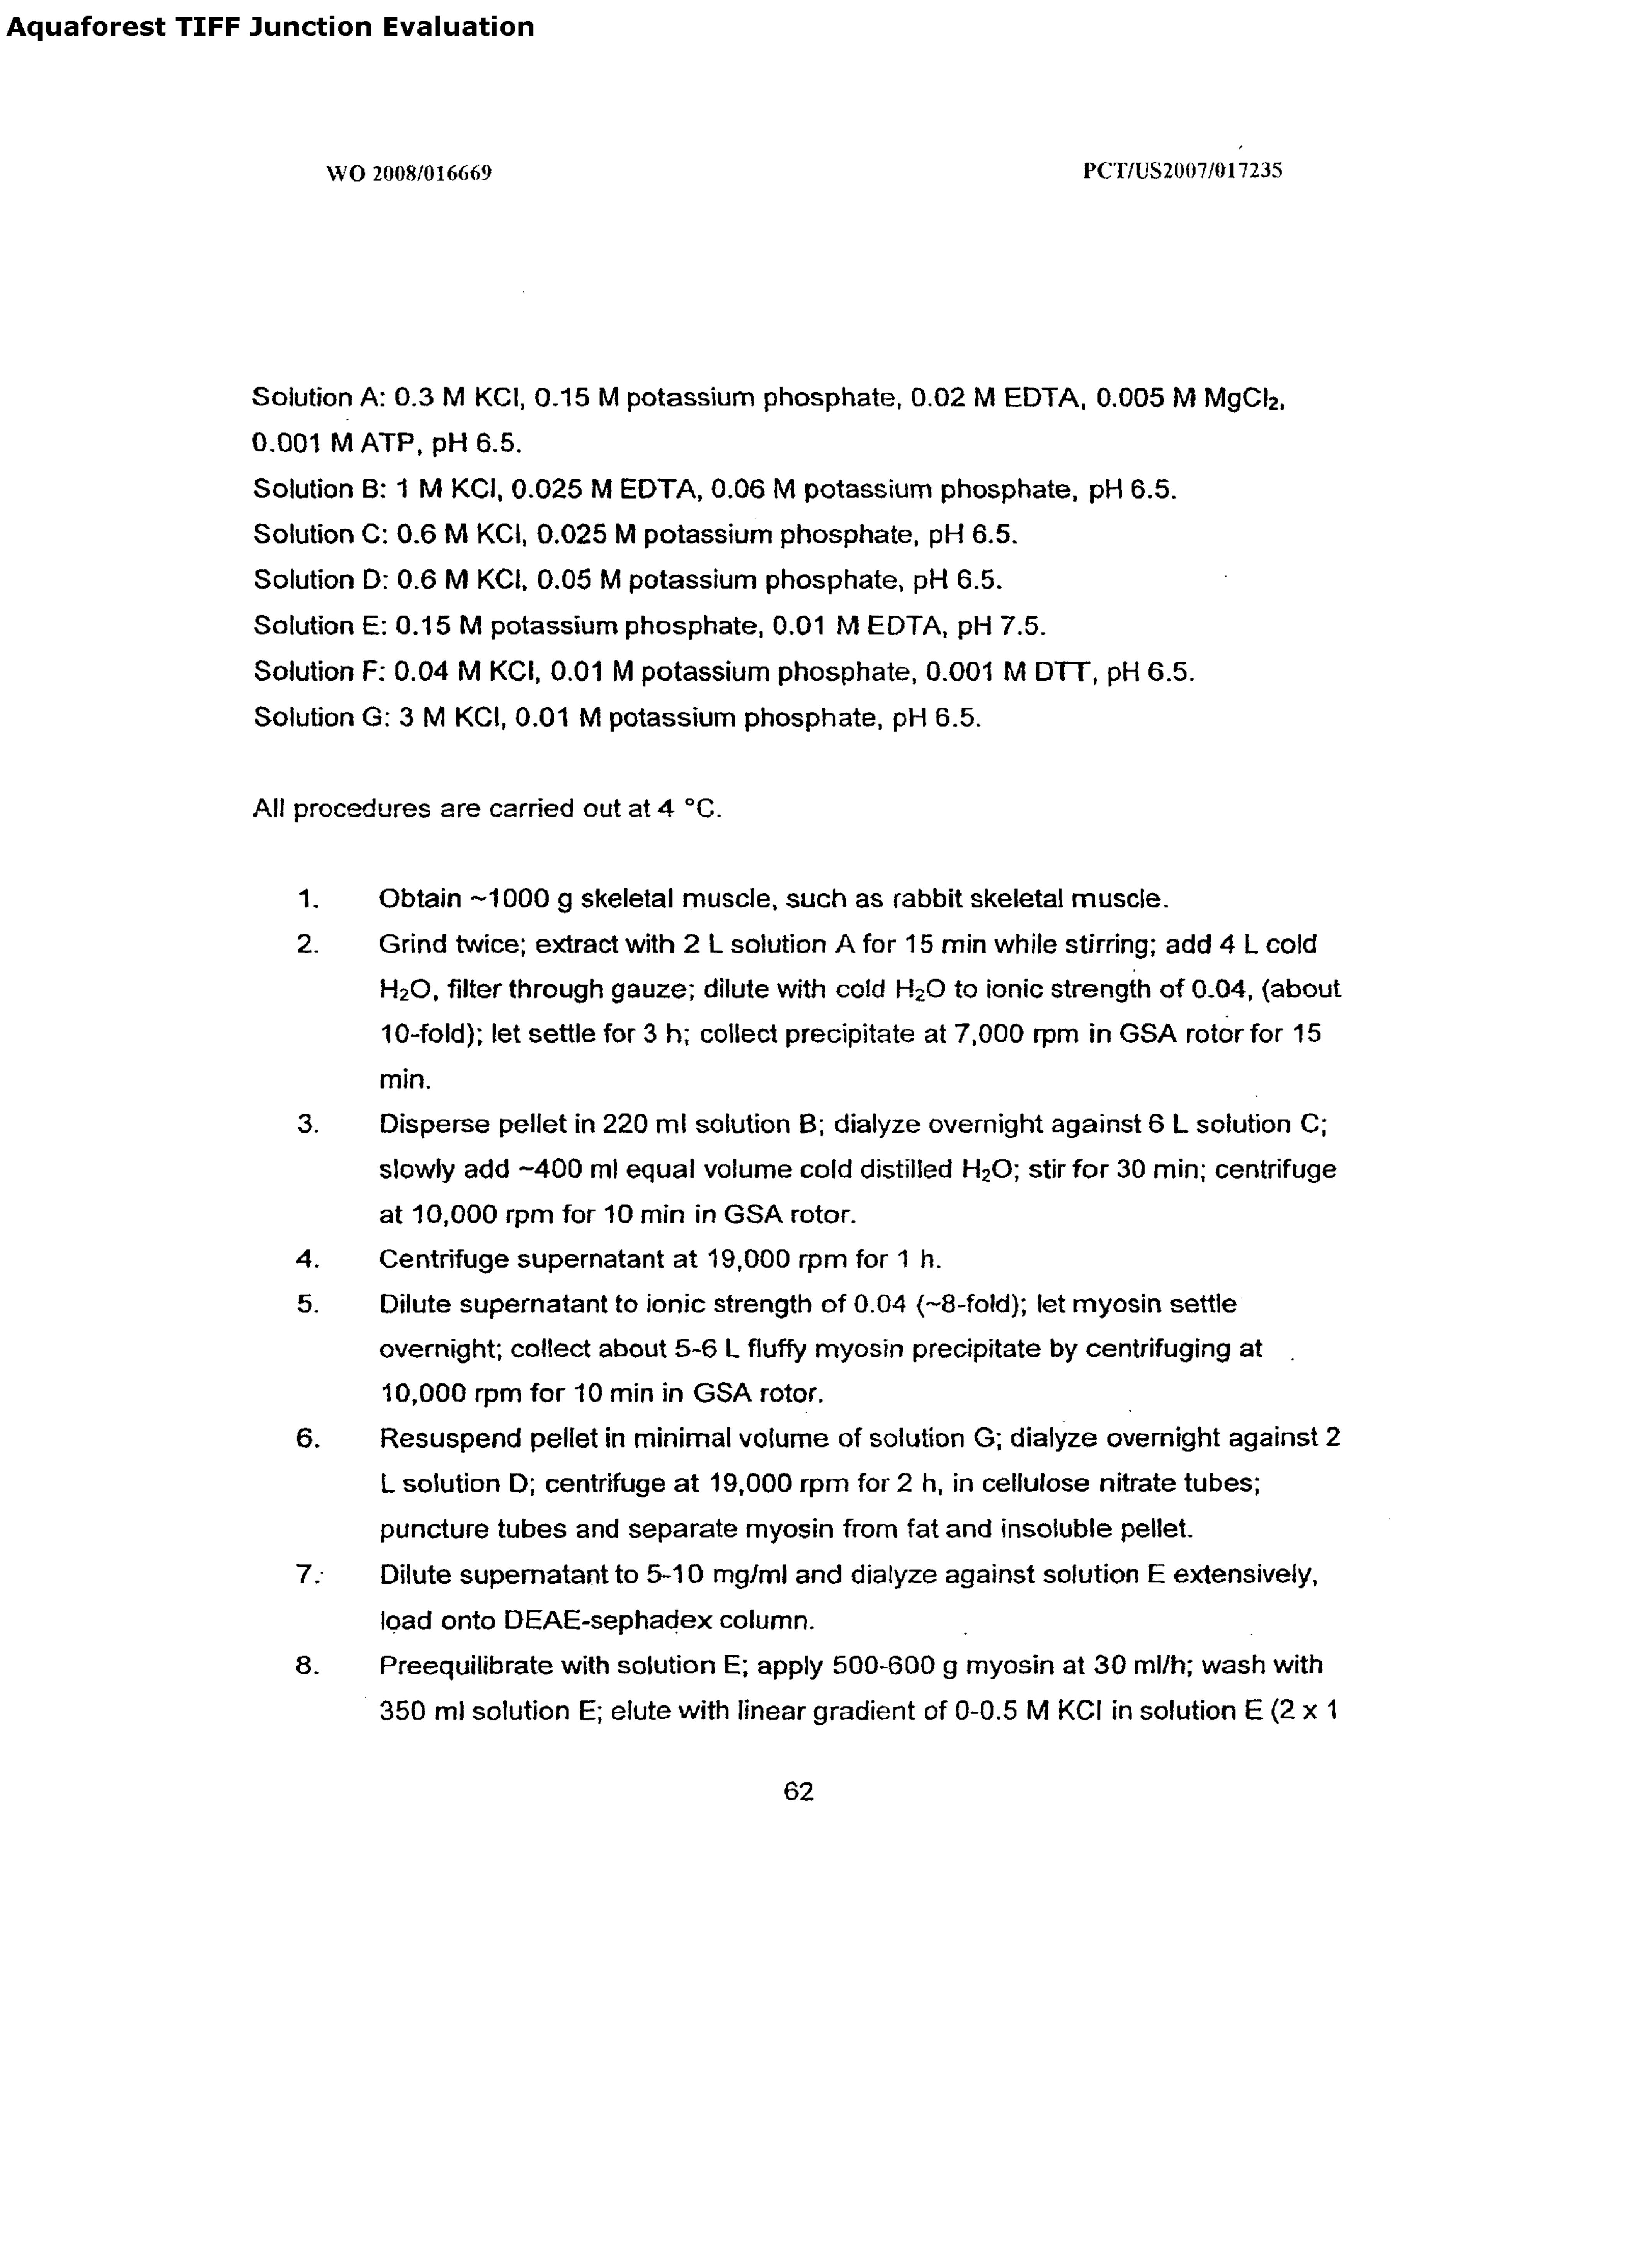 Aquaforest TIFF Junction Evaluation
WO 2008/016669 PCT/US2007/017235
Solution A: 0.3 M KCl, 0.15 M potassium phosphate, 0.02 M EDTA, 0.005 M MgCl₂,
0.001 M ATP, pH 6.5.
Solution B: 1 M KCl, 0.025 M EDTA, 0.06 M potassium phosphate, pH 6.5.
Solution C: 0.6 M KCl, 0.025 M potassium phosphate, pH 6.5.
Solution D: 0.6 M KCl, 0.05 M potassium phosphate, pH 6.5.
Solution E: 0.15 M potassium phosphate, 0.01 M EDTA, pH 7.5.
Solution F: 0.04 M KCl, 0.01 M potassium phosphate, 0.001 M DTT, pH 6.5.
Solution G: 3 M KCl, 0.01 M potassium phosphate, pH 6.5.
All procedures are carried out at 4 °C.
1. Obtain ~1000 g skeletal muscle, such as rabbit skeletal muscle.
2. Grind twice; extract with 2 L solution A for 15 min while stirring; add 4 L cold
H₂O, filter through gauze; dilute with cold H₂O to ionic strength of 0.04, (about
10-fold); let settle for 3 h; collect precipitate at 7,000 rpm in GSA rotor for 15
min.
3. Disperse pellet in 220 ml solution B; dialyze overnight against 6 L solution C;
slowly add ~400 ml equal volume cold distilled H₂O; stir for 30 min; centrifuge
at 10,000 rpm for 10 min in GSA rotor.
4. Centrifuge supernatant at 19,000 rpm for 1 h.
5. Dilute supernatant to ionic strength of 0.04 (~8-fold); let myosin settle
overnight; collect about 5-6 L fluffy myosin precipitate by centrifuging at
10,000 rpm for 10 min in GSA rotor.
6. Resuspend pellet in minimal volume of solution G; dialyze overnight against 2
L solution D; centrifuge at 19,000 rpm for 2 h, in cellulose nitrate tubes;
puncture tubes and separate myosin from fat and insoluble pellet.
7. Dilute supernatant to 5-10 mg/ml and dialyze against solution E extensively,
load onto DEAE-sephadex column.
8. Preequilibrate with solution E; apply 500-600 g myosin at 30 ml/h; wash with
350 ml solution E; elute with linear gradient of 0-0.5 M KCl in solution E (2 x 1
62